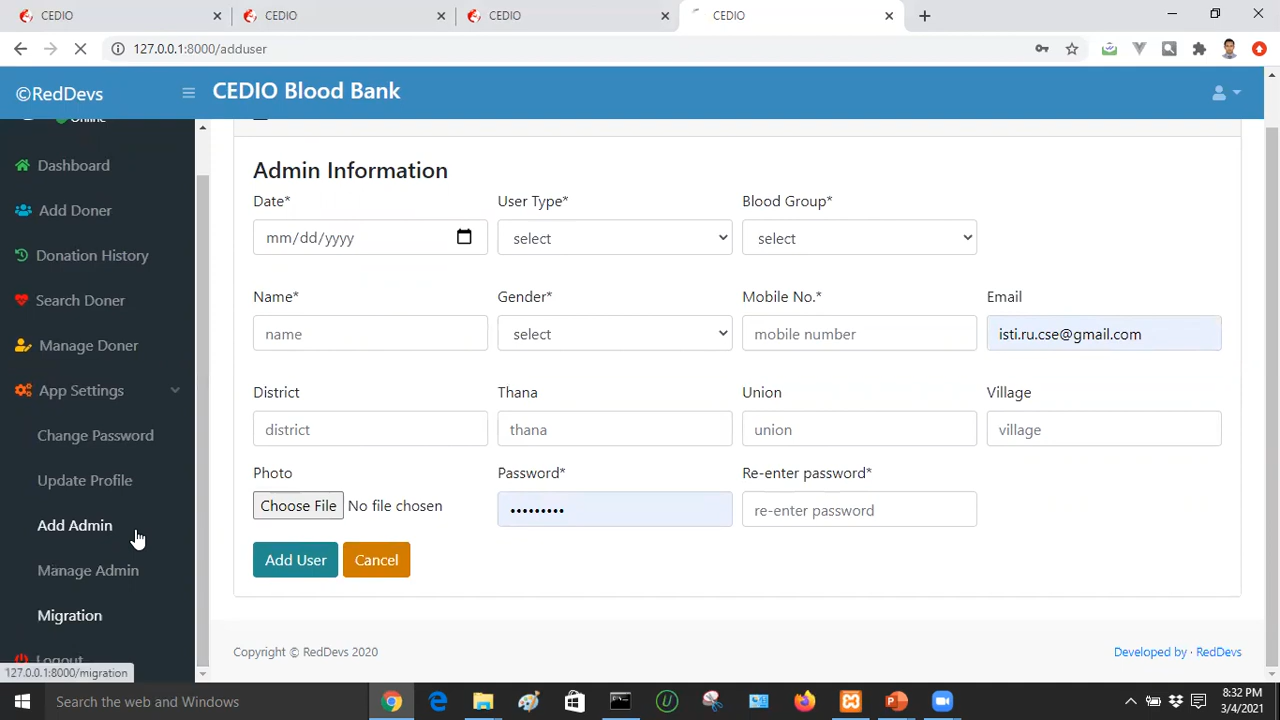 CEDIO
CEDIO
CEDIO
CEDIO
127.0.0.1:8000/adduser
©RedDevs
CEDIO Blood Bank
Online
Dashboard
Add Doner
Donation History
Search Doner
Manage Doner
App Settings
Change Password
Update Profile
Add Admin
Manage Admin
Migration
Logout
127.0.0.1:8000/migration
Admin Information
Date* User Type* Blood Group*
mm/dd/yyyy select select
Name* Gender* Mobile No.* Email
name select mobile number isti.ru.cse@gmail.com
District Thana Union Village
district thana union village
Photo Password* Re-enter password*
Choose File No file chosen ••••••••• re-enter password
Add User Cancel
Copyright © RedDevs 2020 Developed by · RedDevs
Search the web and Windows
8:32 PM
3/4/2021